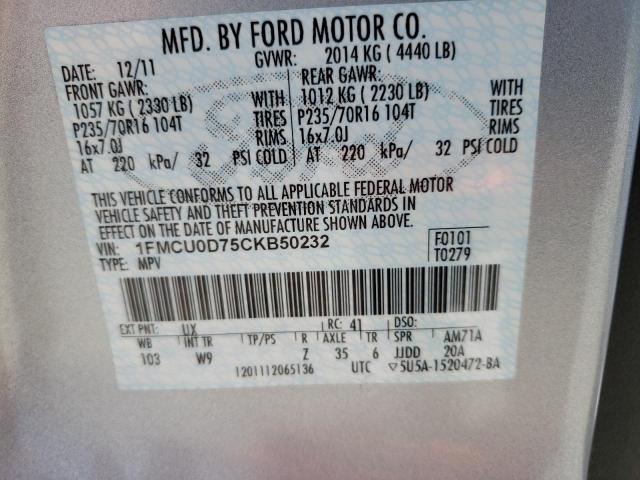 MFD. BY FORD MOTOR CO.
DATE: 12/11 GVWR: 2014 KG ( 4440 LB)
FRONT GAWR: REAR GAWR:
1057 KG ( 2330 LB) WITH 1012 KG ( 2230 LB) WITH
P235/70R16 104T TIRES P235/70R16 104T TIRES
16x7.0J RIMS 16x7.0J RIMS
AT 220 kPa/ 32 PSI COLD AT 220 kPa/ 32 PSI COLD
THIS VEHICLE CONFORMS TO ALL APPLICABLE FEDERAL MOTOR
VEHICLE SAFETY AND THEFT PREVENTION STANDARDS IN
EFFECT ON THE DATE OF MANUFACTURE SHOWN ABOVE.
VIN: 1FMCU0D75CKB50232 F0101
TYPE: MPV T0279
EXT PNT: UX RC: 41 DSO:
WB INT TR TP/PS R AXLE TR SPR AM71A
103 W9 Z 35 6 JJDD 20A
1201112065136 UTC ▽5U5A-1520472-BA